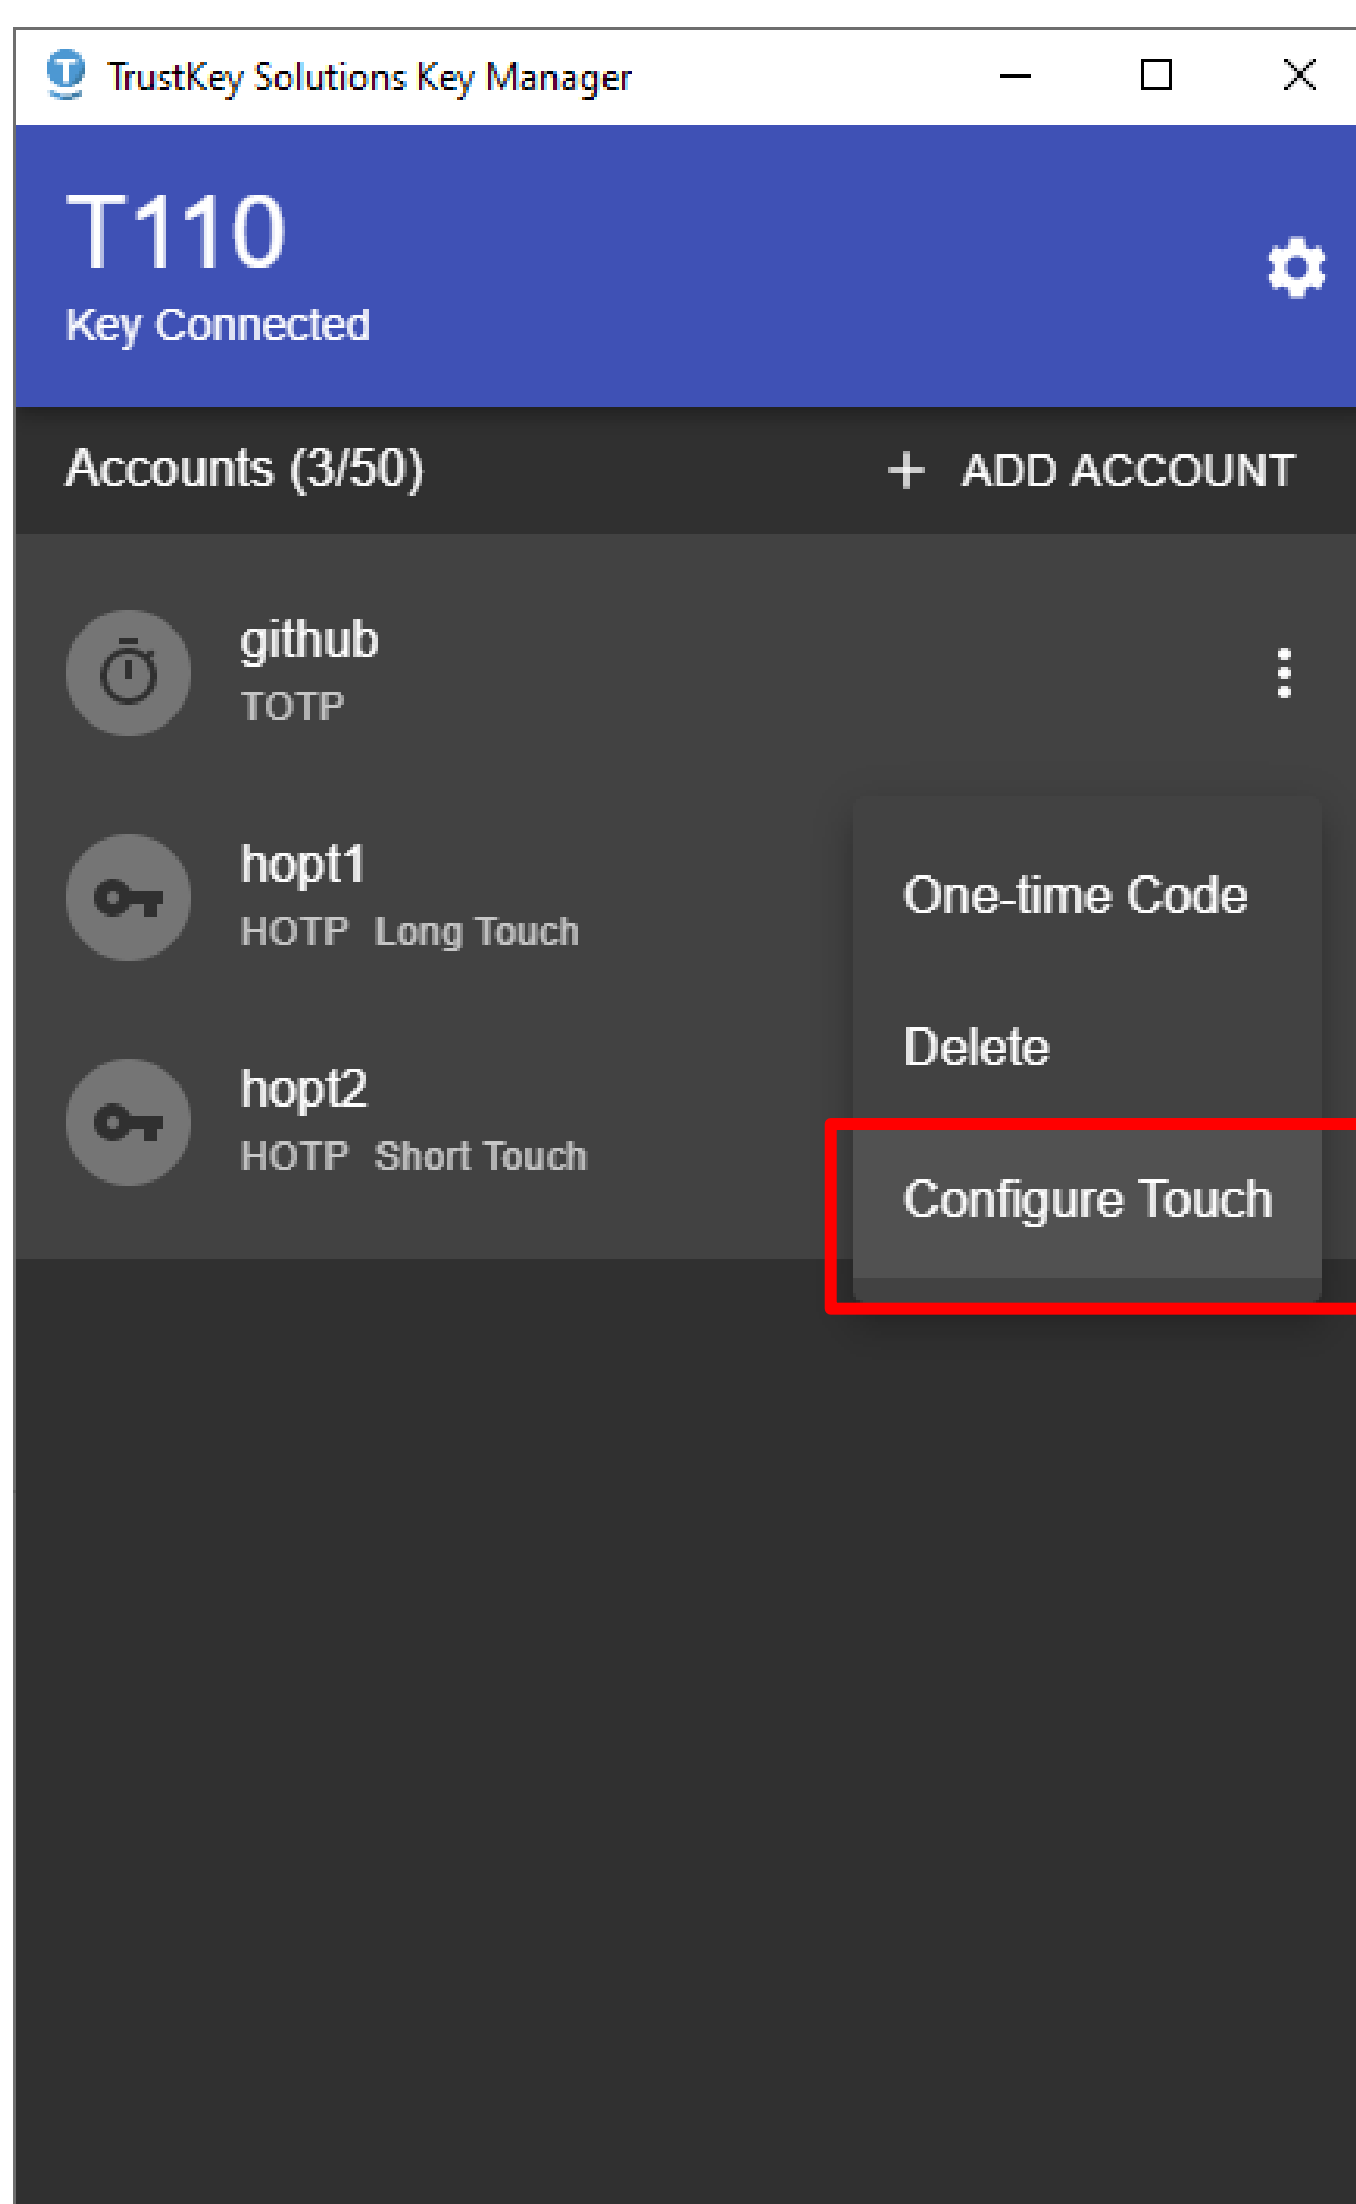 TrustKey Solutions Key Manager
T110
Key Connected
Accounts (3/50)
+ ADD ACCOUNT
github
TOTP
hopt1
HOTP Long Touch
hopt2
HOTP Short Touch
One-time Code
Delete
Configure Touch